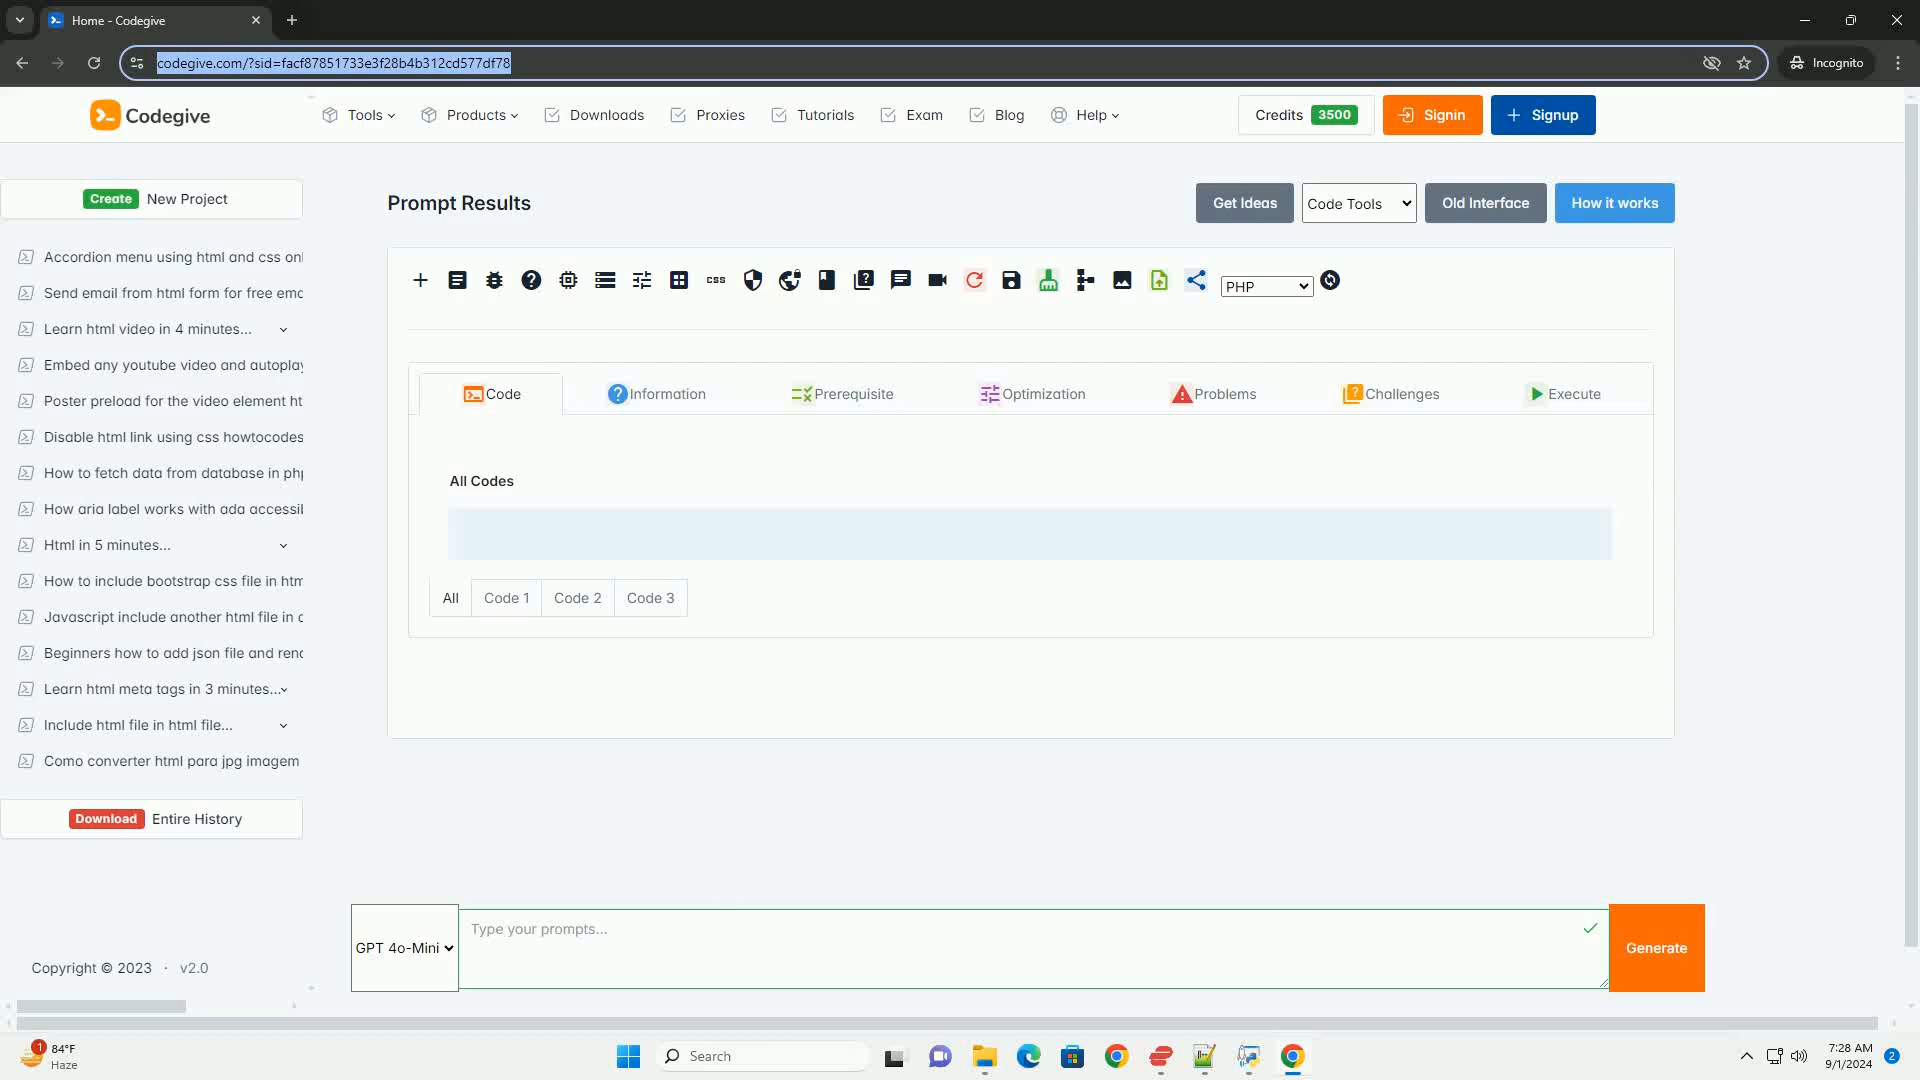 Home - Codegive
codegive.com/?sid=facf87851733e3f28b4b312cd577df78
Incognito
Codegive
Tools
Products
Downloads
Proxies
Tutorials
Exam
Blog
Help
Credits 3500
Signin
Signup
Create New Project
Accordion menu using html and css onl
Send email from html form for free ema
Learn html video in 4 minutes...
Embed any youtube video and autoplay
Poster preload for the video element ht
Disable html link using css howtocodes
How to fetch data from database in php
How aria label works with ada accessil
Html in 5 minutes...
How to include bootstrap css file in htm
Javascript include another html file in
Beginners how to add json file and
Learn html meta tags in 3 minutes...
Include html file in html file...
Como converter html para jpg imagem
Download Entire History
Copyright © 2023 · v2.0
Prompt Results
Get Ideas
Code Tools
Old Interface
How it works
css
PHP
Code
Information
Prerequisite
Optimization
Problems
Challenges
Execute
All Codes
All
Code 1
Code 2
Code 3
GPT 4o-Mini
Type your prompts...
Generate
1
84°F
Haze
Search
7:28 AM
9/1/2024
2